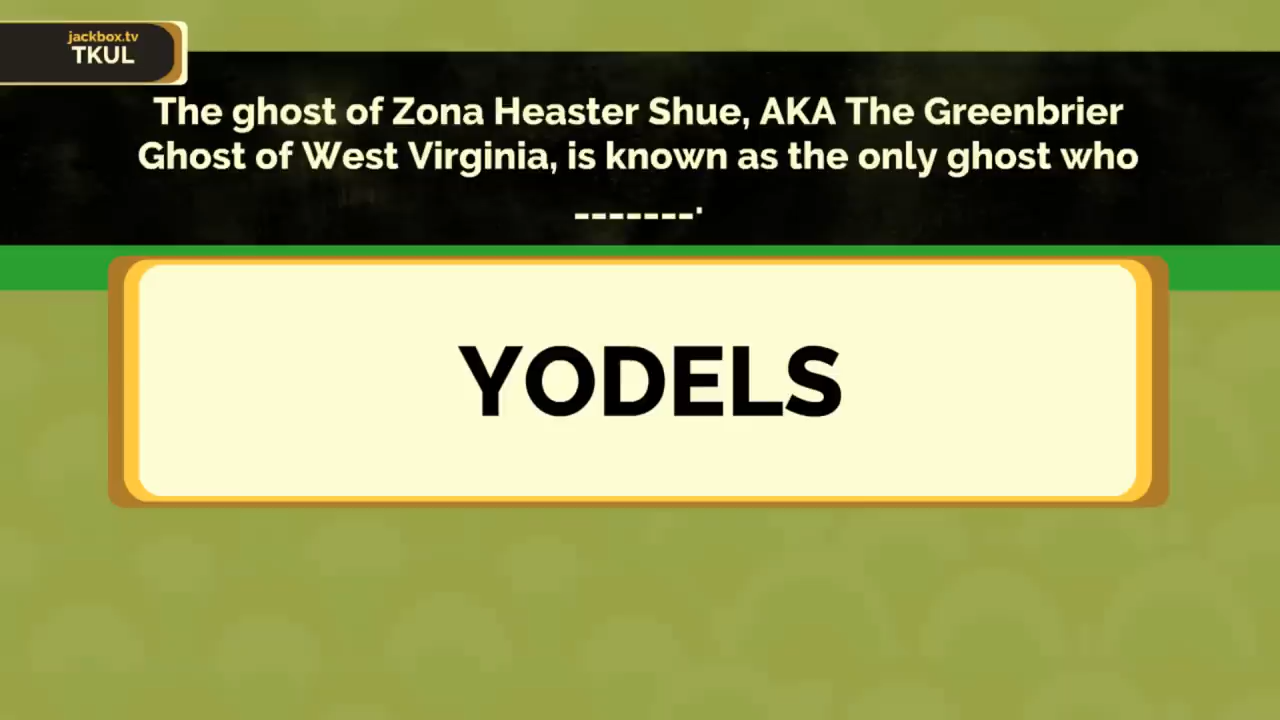 jackbox.tv
TKUL
The ghost of Zona Heaster Shue, AKA The Greenbrier
Ghost of West Virginia, is known as the only ghost who
_______.
YODELS